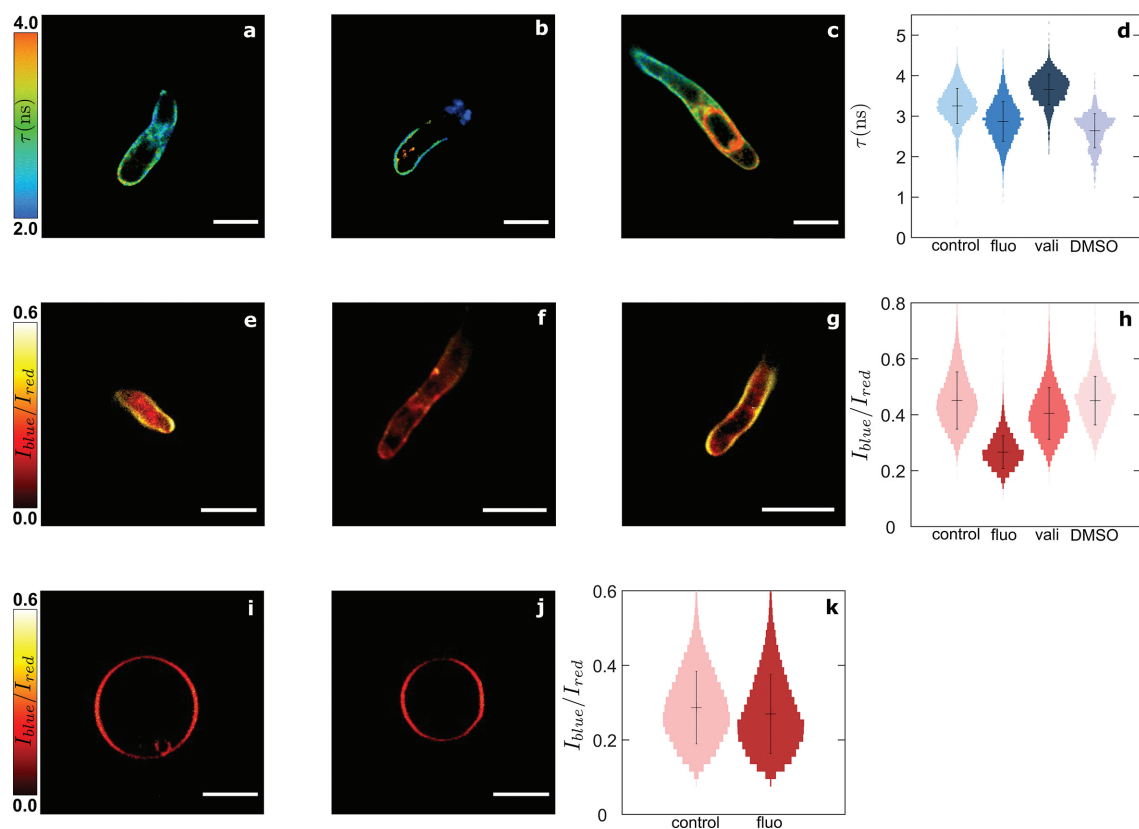 4.0
τ(ns)
2.0
a
b
c
d
τ(ns)
5
4
3
2
1
0
control fluo vali DMSO
0.6
I_blue/I_red
0.0
e
f
g
h
I_blue/I_red
0.8
0.6
0.4
0.2
0
control fluo vali DMSO
0.6
I_blue/I_red
0.0
i
j
k
I_blue/I_red
0.6
0.4
0.2
0
control fluo